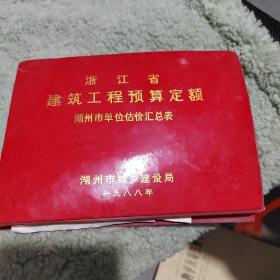 浙江省
建筑工程预算定额
湖州市单位估价汇总表
湖州市城乡建设局
一九八八年